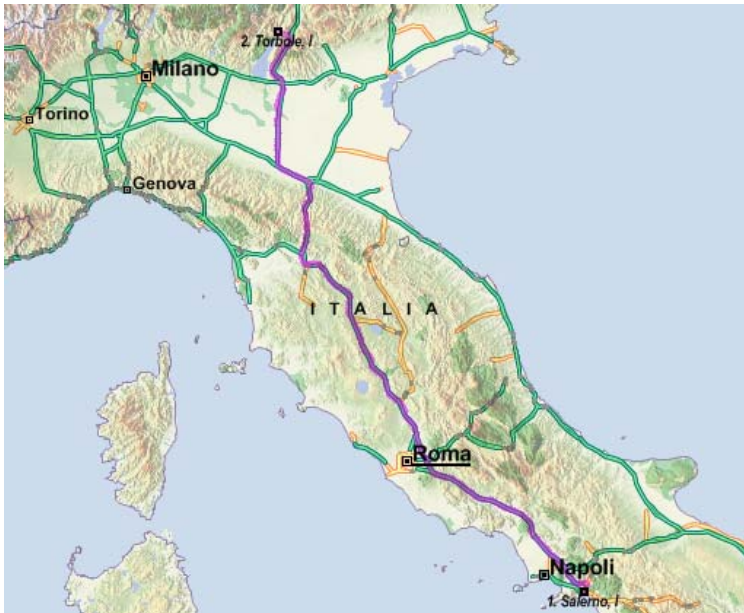 2. Torbole, I
Milano
Torino
Genova
I T A L I A
Roma
Napoli
1. Salerno, I